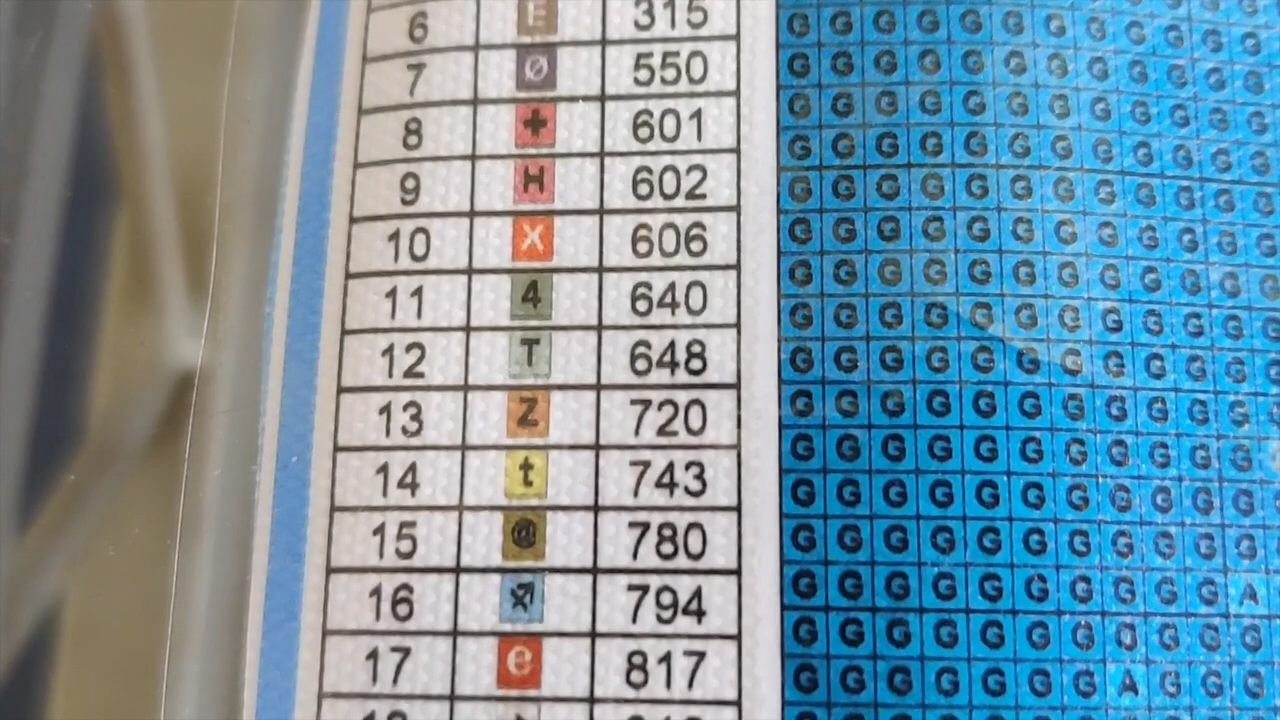 6 E 315
7 Ø 550
8 + 601
9 H 602
10 X 606
11 4 640
12 T 648
13 Z 720
14 t 743
15 @ 780
16 ♐ 794
17 e 817
G G G G G G G G G G G
G G G G G G G G G G G
G G G G G G G G G G G
G G G G G G G G G G G
G G G G G G G G G G G
G G G G G G G G G G G
G G G G G G G G G G G
G G G G G G G G G G G
G G G G G G G G G G G
G G G G G G G G G G
G G G G G G G G G G G
G G G G G G G G G G G
G G G G G G G G G G G
G G G G G G G G G G A
G G G G G G G G G G G
G G G G G G G A G G G